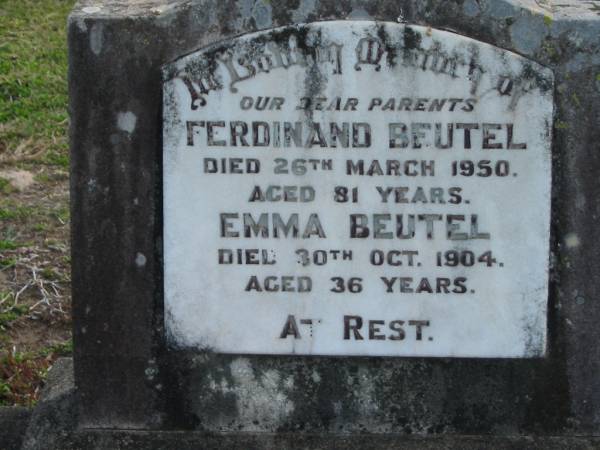 In Loving Memory of
OUR DEAR PARENTS
FERDINAND BEUTEL
DIED 26TH MARCH 1950.
AGED 81 YEARS.
EMMA BEUTEL
DIED 30TH OCT. 1904.
AGED 36 YEARS.
AT REST.